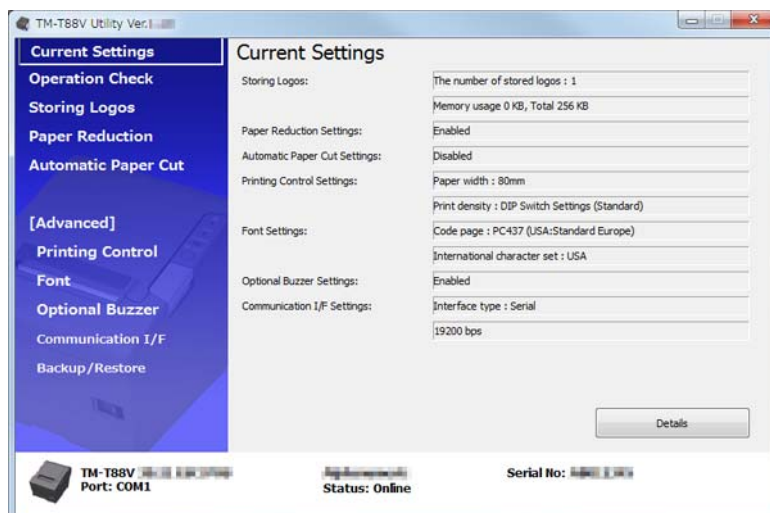 TM-T88V Utility Ver.
Current Settings
Operation Check
Storing Logos
Paper Reduction
Automatic Paper Cut
[Advanced]
Printing Control
Font
Optional Buzzer
Communication I/F
Backup/Restore
Current Settings
Storing Logos: The number of stored logos : 1
Memory usage 0 KB, Total 256 KB
Paper Reduction Settings: Enabled
Automatic Paper Cut Settings: Disabled
Printing Control Settings: Paper width : 80mm
Print density : DIP Switch Settings (Standard)
Font Settings: Code page : PC437 (USA:Standard Europe)
International character set : USA
Optional Buzzer Settings: Enabled
Communication I/F Settings: Interface type : Serial
19200 bps
Details
TM-T88V
Port: COM1
Status: Online
Serial No: